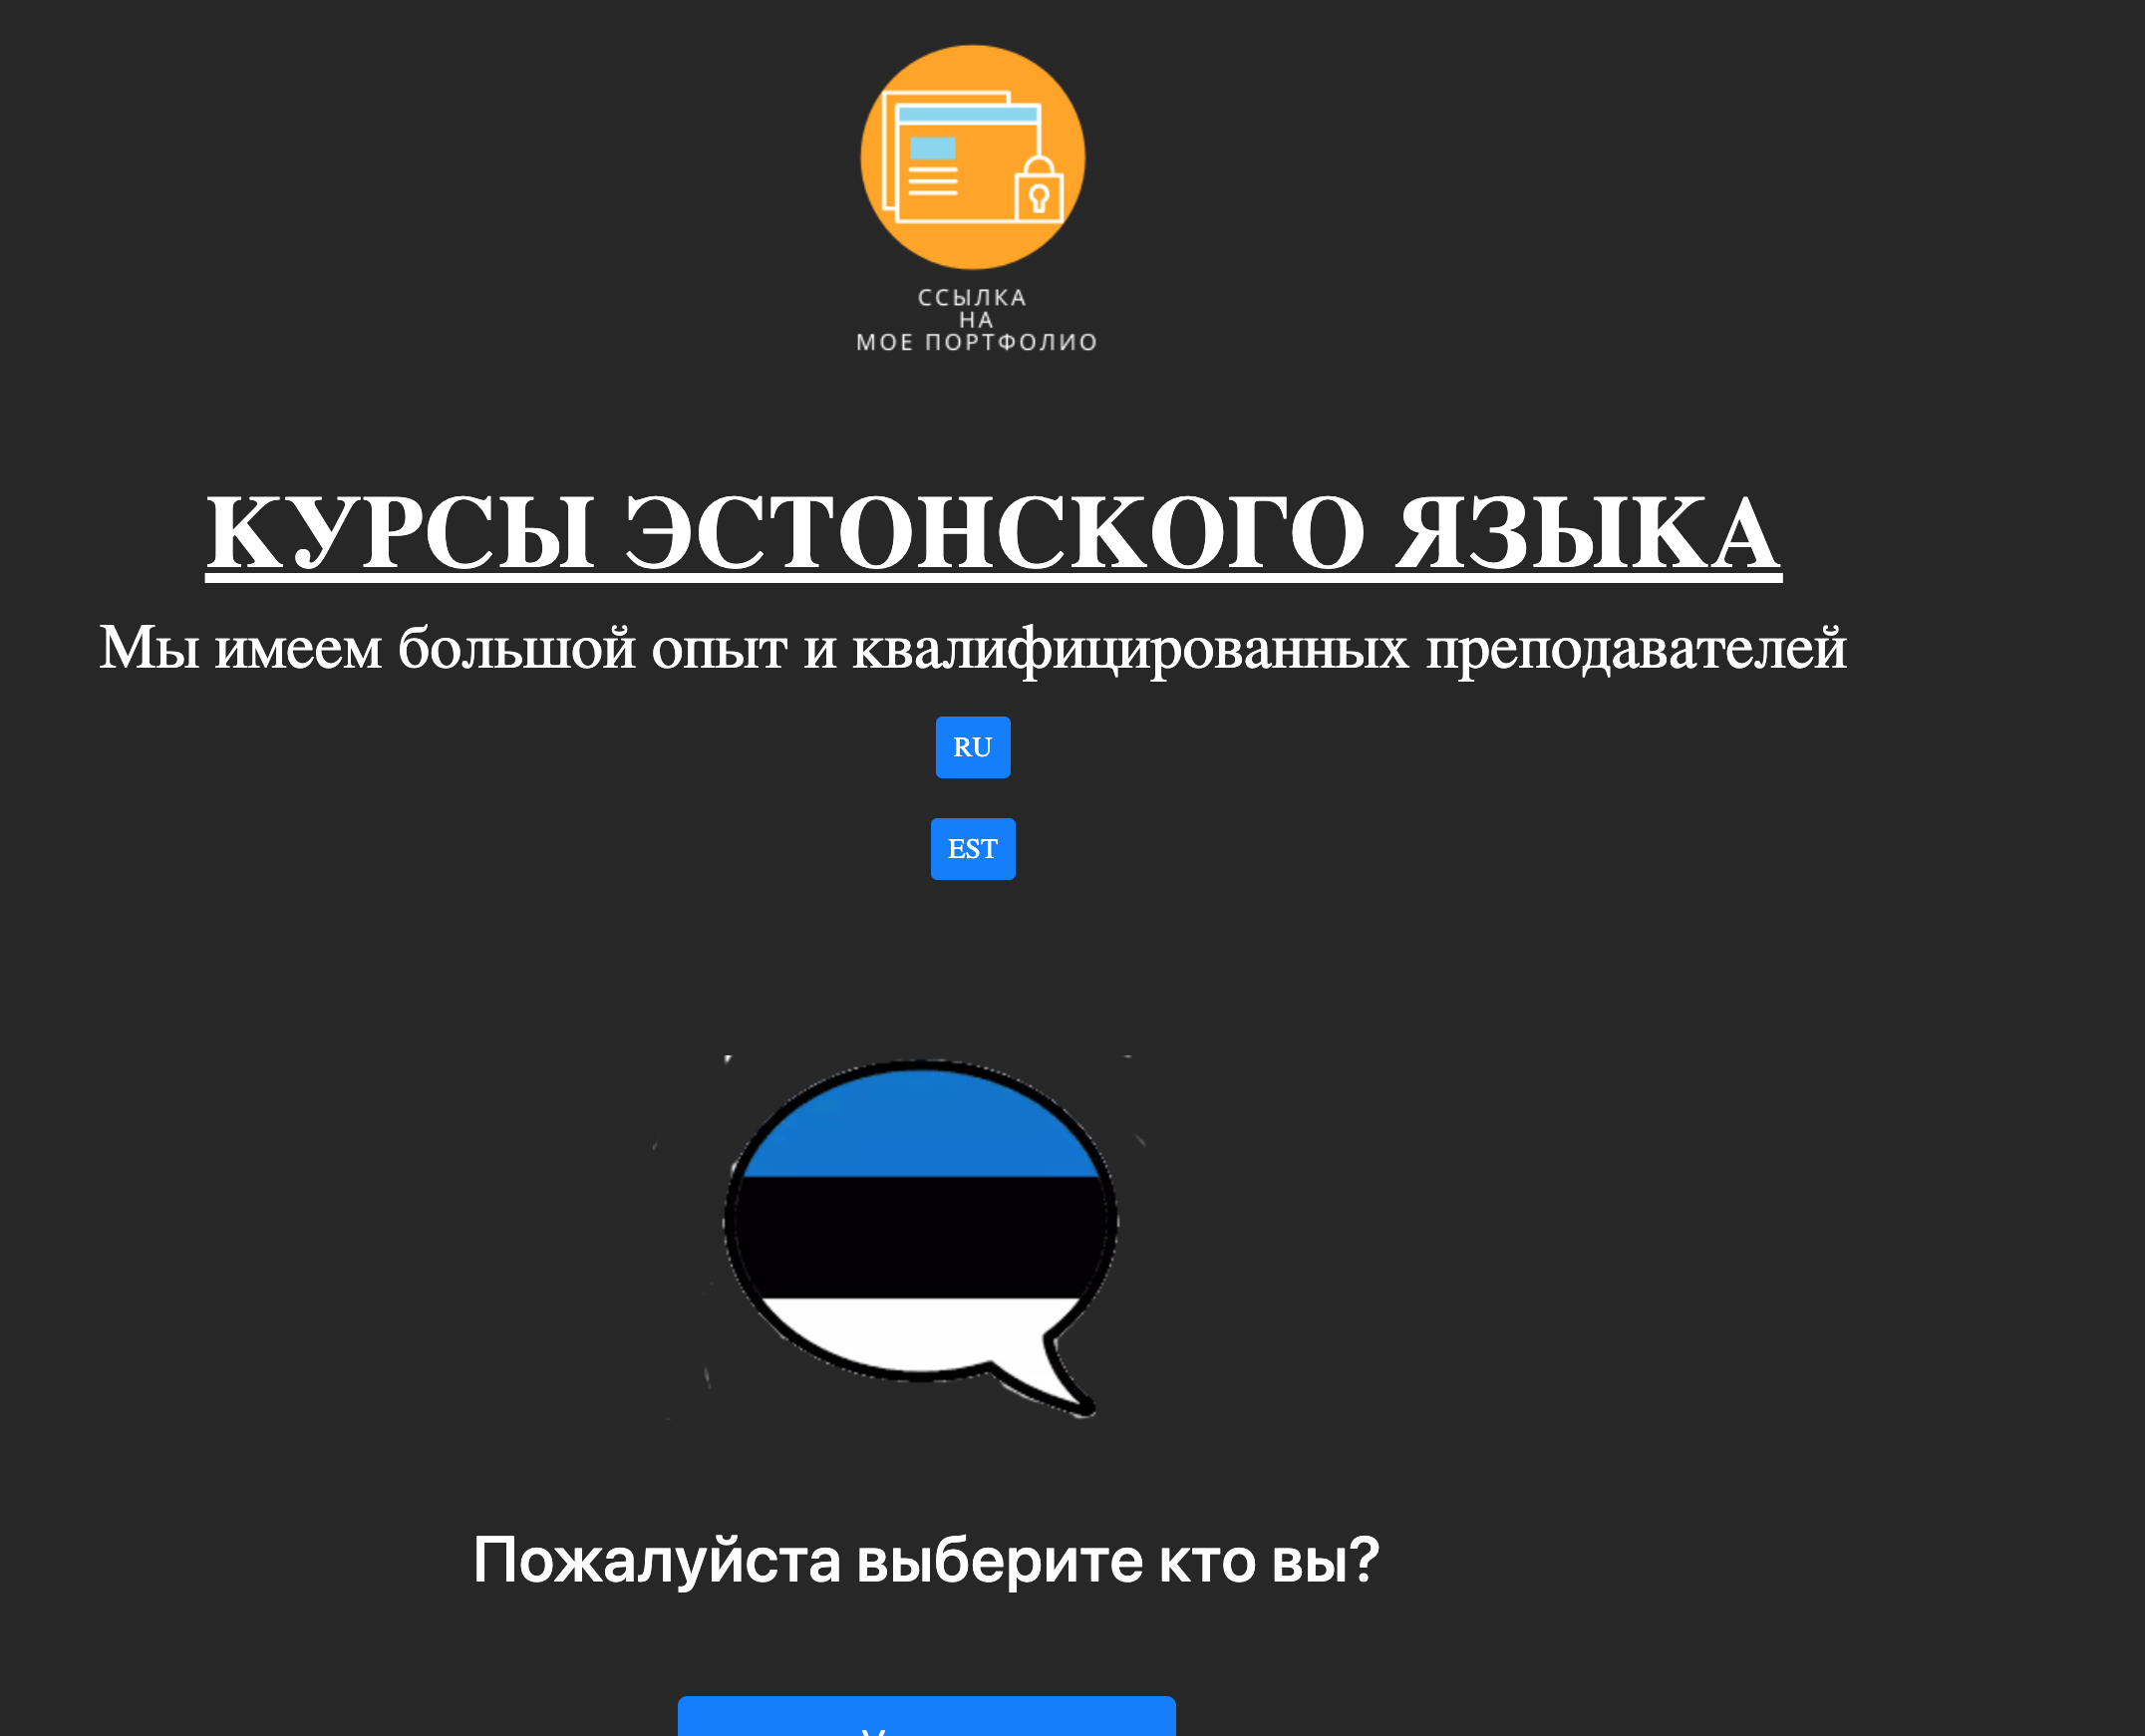 ССЫЛКА
НА
МОЕ ПОРТФОЛИО
КУРСЫ ЭСТОНСКОГО ЯЗЫКА
Мы имеем большой опыт и квалифицированных преподавателей
RU
EST
Пожалуйста выберите кто вы?